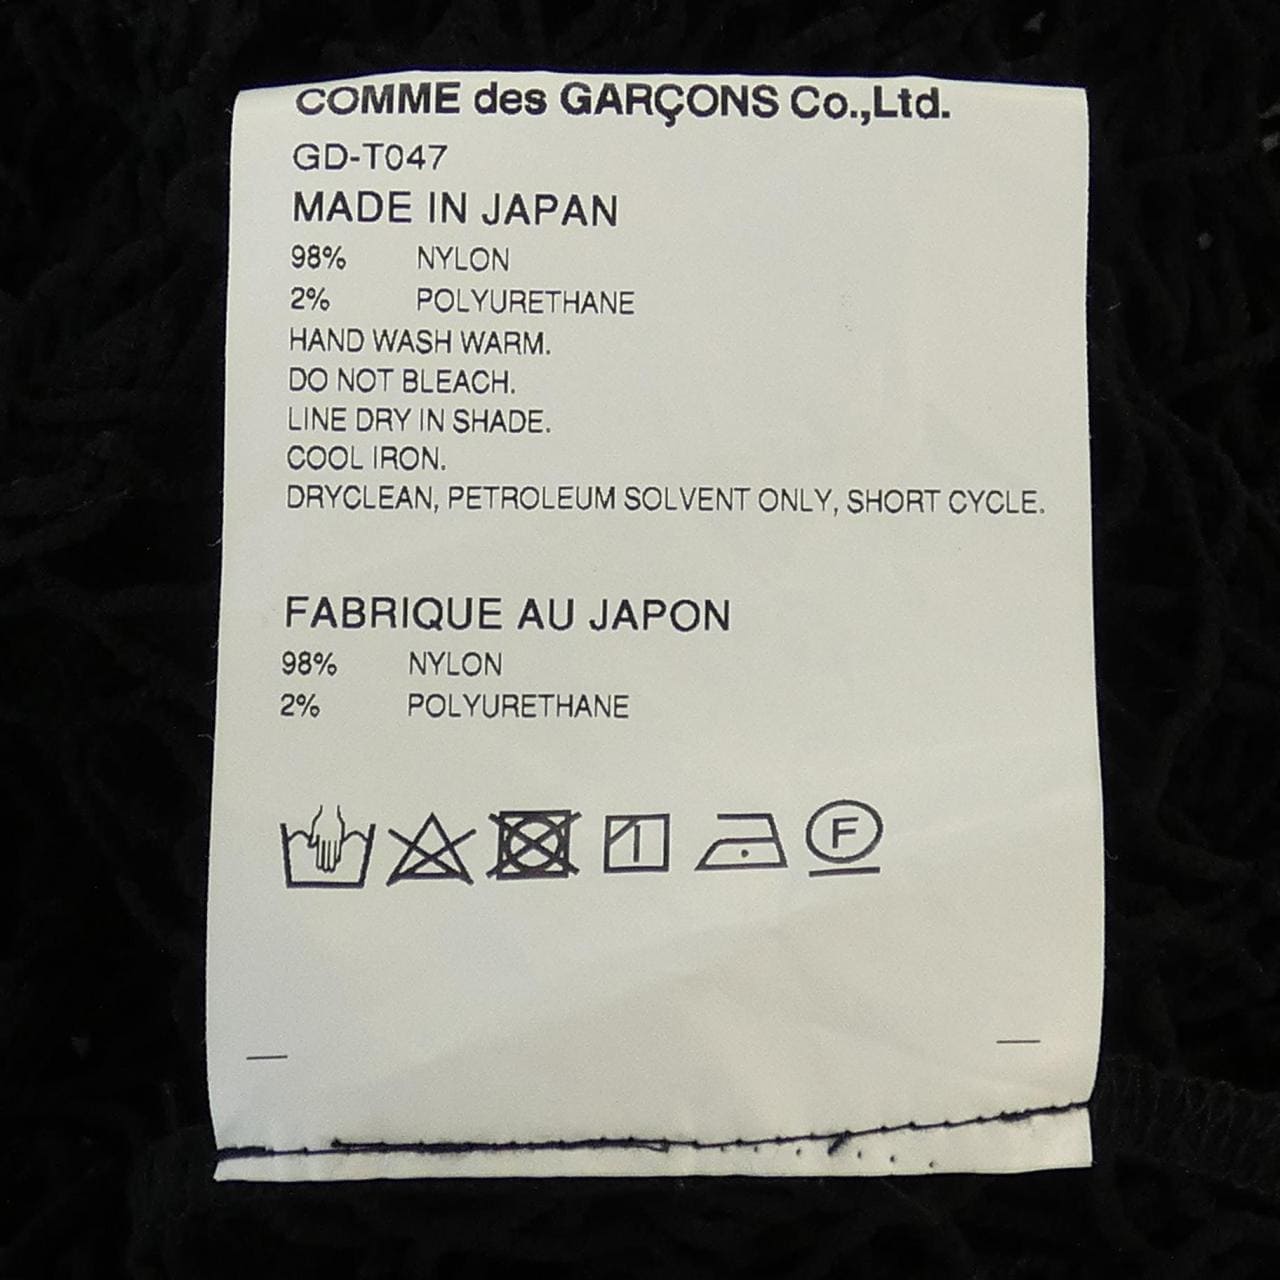 COMME des GARÇONS Co.,Ltd.
GD-T047
MADE IN JAPAN
98% NYLON
2% POLYURETHANE
HAND WASH WARM.
DO NOT BLEACH.
LINE DRY IN SHADE.
COOL IRON.
DRYCLEAN, PETROLEUM SOLVENT ONLY, SHORT CYCLE.
FABRIQUE AU JAPON
98% NYLON
2% POLYURETHANE
F